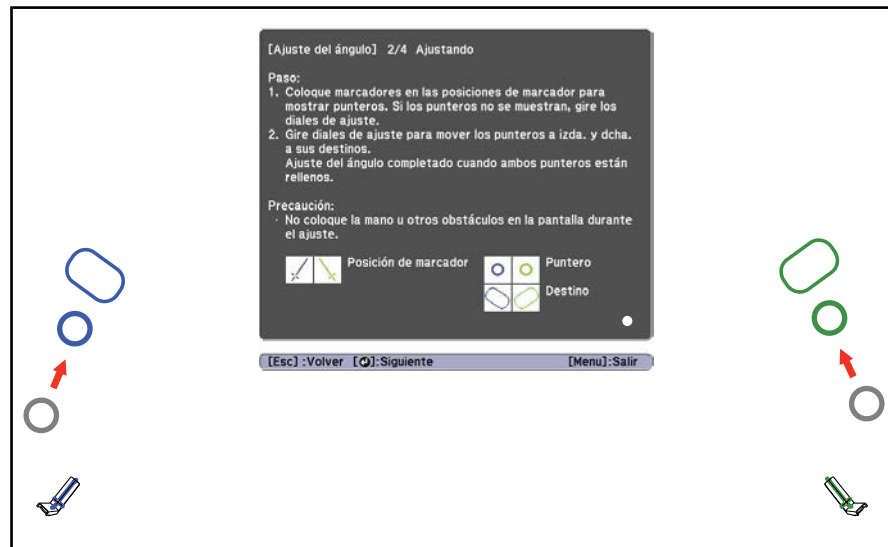 [Ajuste del ángulo] 2/4 Ajustando
Paso:
1. Coloque marcadores en las posiciones de marcador para
mostrar punteros. Si los punteros no se muestran, gire los
diales de ajuste.
2. Gire diales de ajuste para mover los punteros a izda. y dcha.
a sus destinos.
Ajuste del ángulo completado cuando ambos punteros están
rellenos.
Precaución:
· No coloque la mano u otros obstáculos en la pantalla durante
el ajuste.
Posición de marcador
Puntero
Destino
[Esc] :Volver [↵]:Siguiente [Menu]:Salir